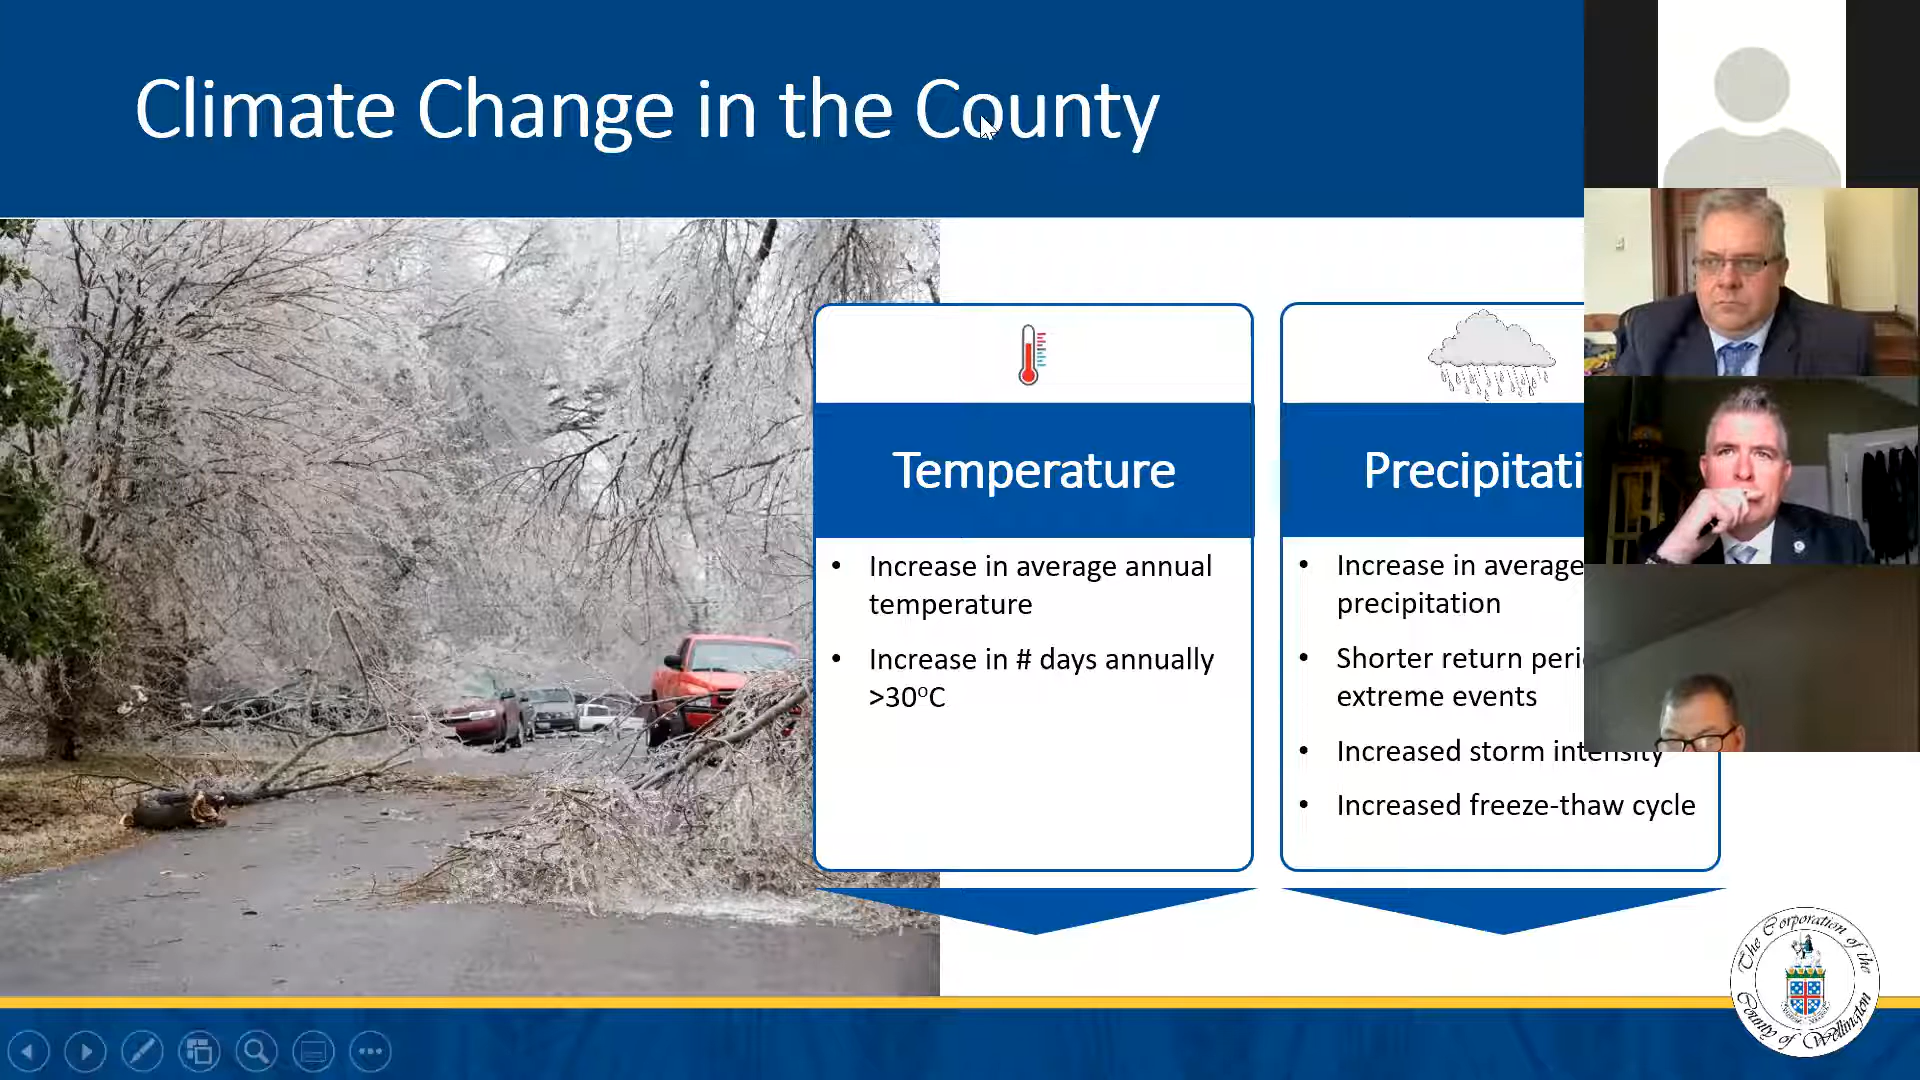 Climate Change in the County
Temperature
• Increase in average annual
temperature
• Increase in # days annually
>30°C
Precipitati
• Increase in average
precipitation
• Shorter return peri
extreme events
• Increased storm intensity
• Increased freeze-thaw cycle
The Corporation of the
County of Wellington